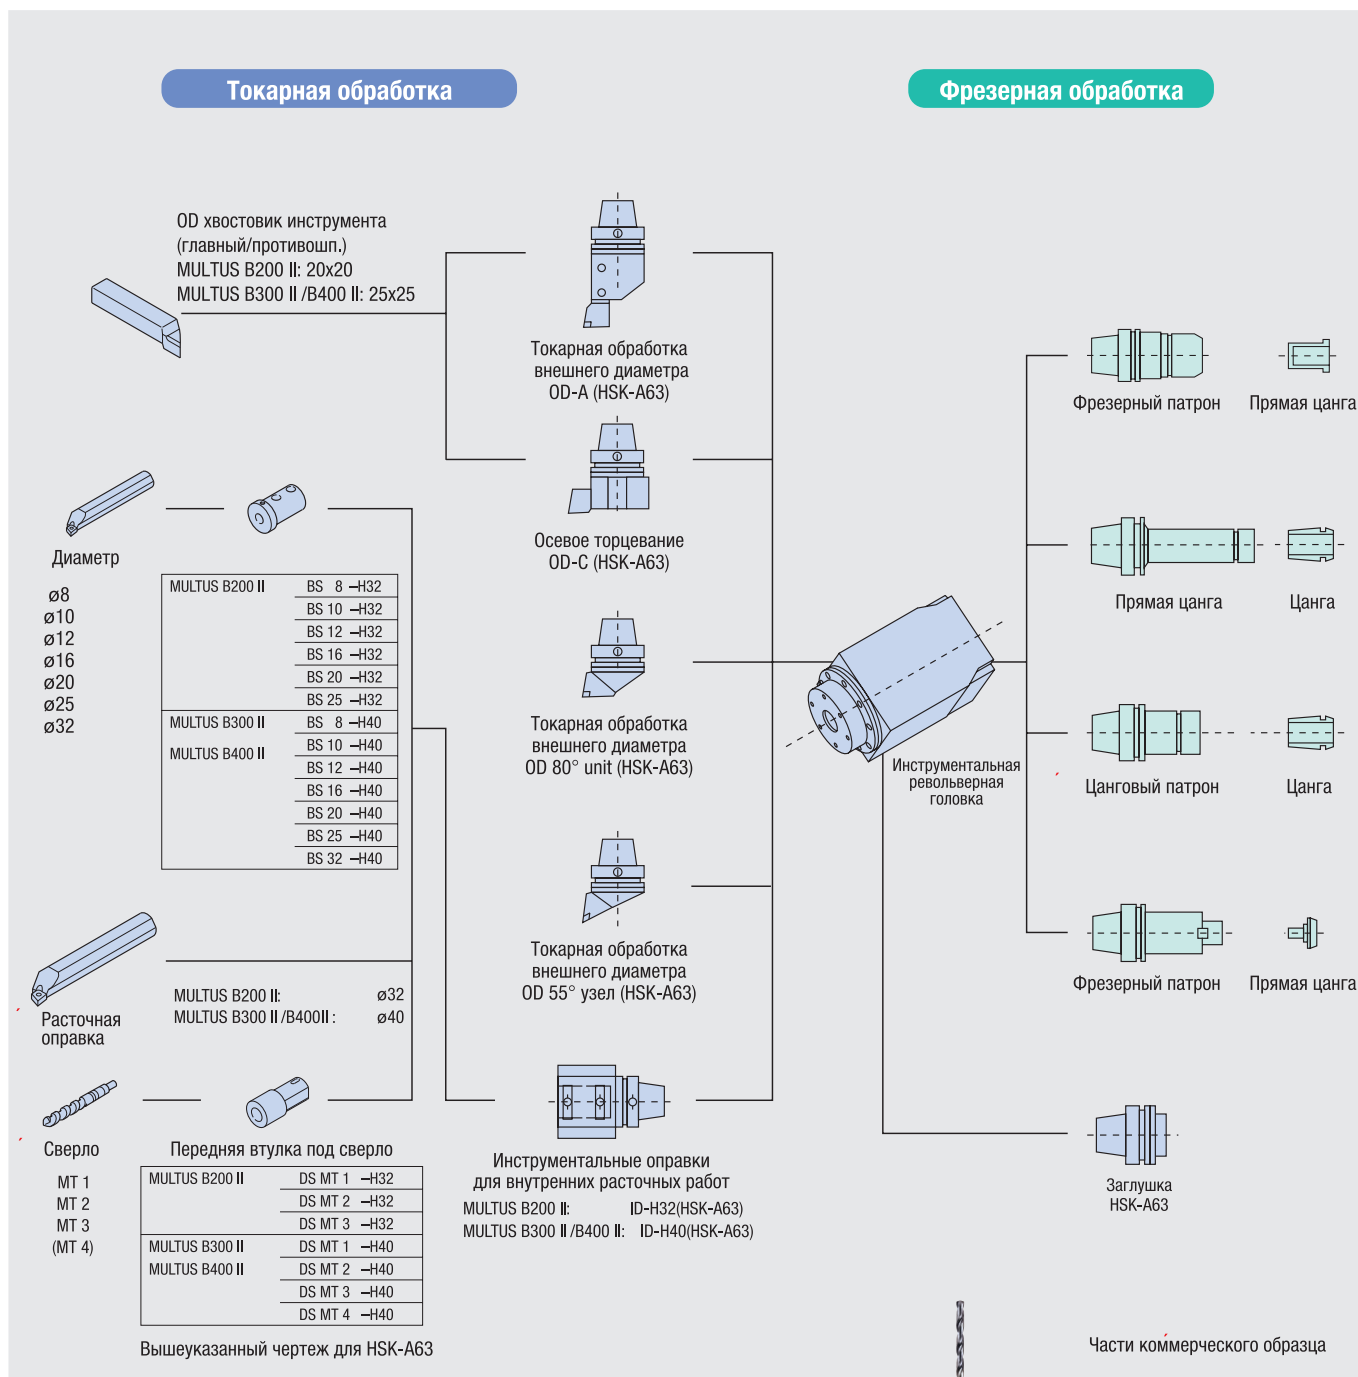 Токарная обработка
Фрезерная обработка
OD хвостовик инструмента
(главный/противошп.)
MULTUS B200 II: 20x20
MULTUS B300 II /B400 II: 25x25
Токарная обработка
внешнего диаметра
OD-A (HSK-A63)
Фрезерный патрон
Прямая цанга
Осевое торцевание
OD-C (HSK-A63)
Диаметр
ø8
ø10
ø12
ø16
ø20
ø25
ø32
MULTUS B200 II
BS 8 –H32
BS 10 –H32
BS 12 –H32
BS 16 –H32
BS 20 –H32
BS 25 –H32
MULTUS B300 II
MULTUS B400 II
BS 8 –H40
BS 10 –H40
BS 12 –H40
BS 16 –H40
BS 20 –H40
BS 25 –H40
BS 32 –H40
Прямая цанга
Цанга
Токарная обработка
внешнего диаметра
OD 80° unit (HSK-A63)
Инструментальная
револьверная
головка
Цанговый патрон
Цанга
Токарная обработка
внешнего диаметра
OD 55° узел (HSK-A63)
Фрезерный патрон
Прямая цанга
Расточная
оправка
MULTUS B200 II: ø32
MULTUS B300 II /B400II : ø40
Сверло
MT 1
MT 2
MT 3
(MT 4)
Передняя втулка под сверло
MULTUS B200 II
DS MT 1 –H32
DS MT 2 –H32
DS MT 3 –H32
MULTUS B300 II
MULTUS B400 II
DS MT 1 –H40
DS MT 2 –H40
DS MT 3 –H40
DS MT 4 –H40
Инструментальные оправки
для внутренних расточных работ
MULTUS B200 II: ID-H32(HSK-A63)
MULTUS B300 II /B400 II: ID-H40(HSK-A63)
Заглушка
HSK-A63
Вышеуказанный чертеж для HSK-A63
Части коммерческого образца